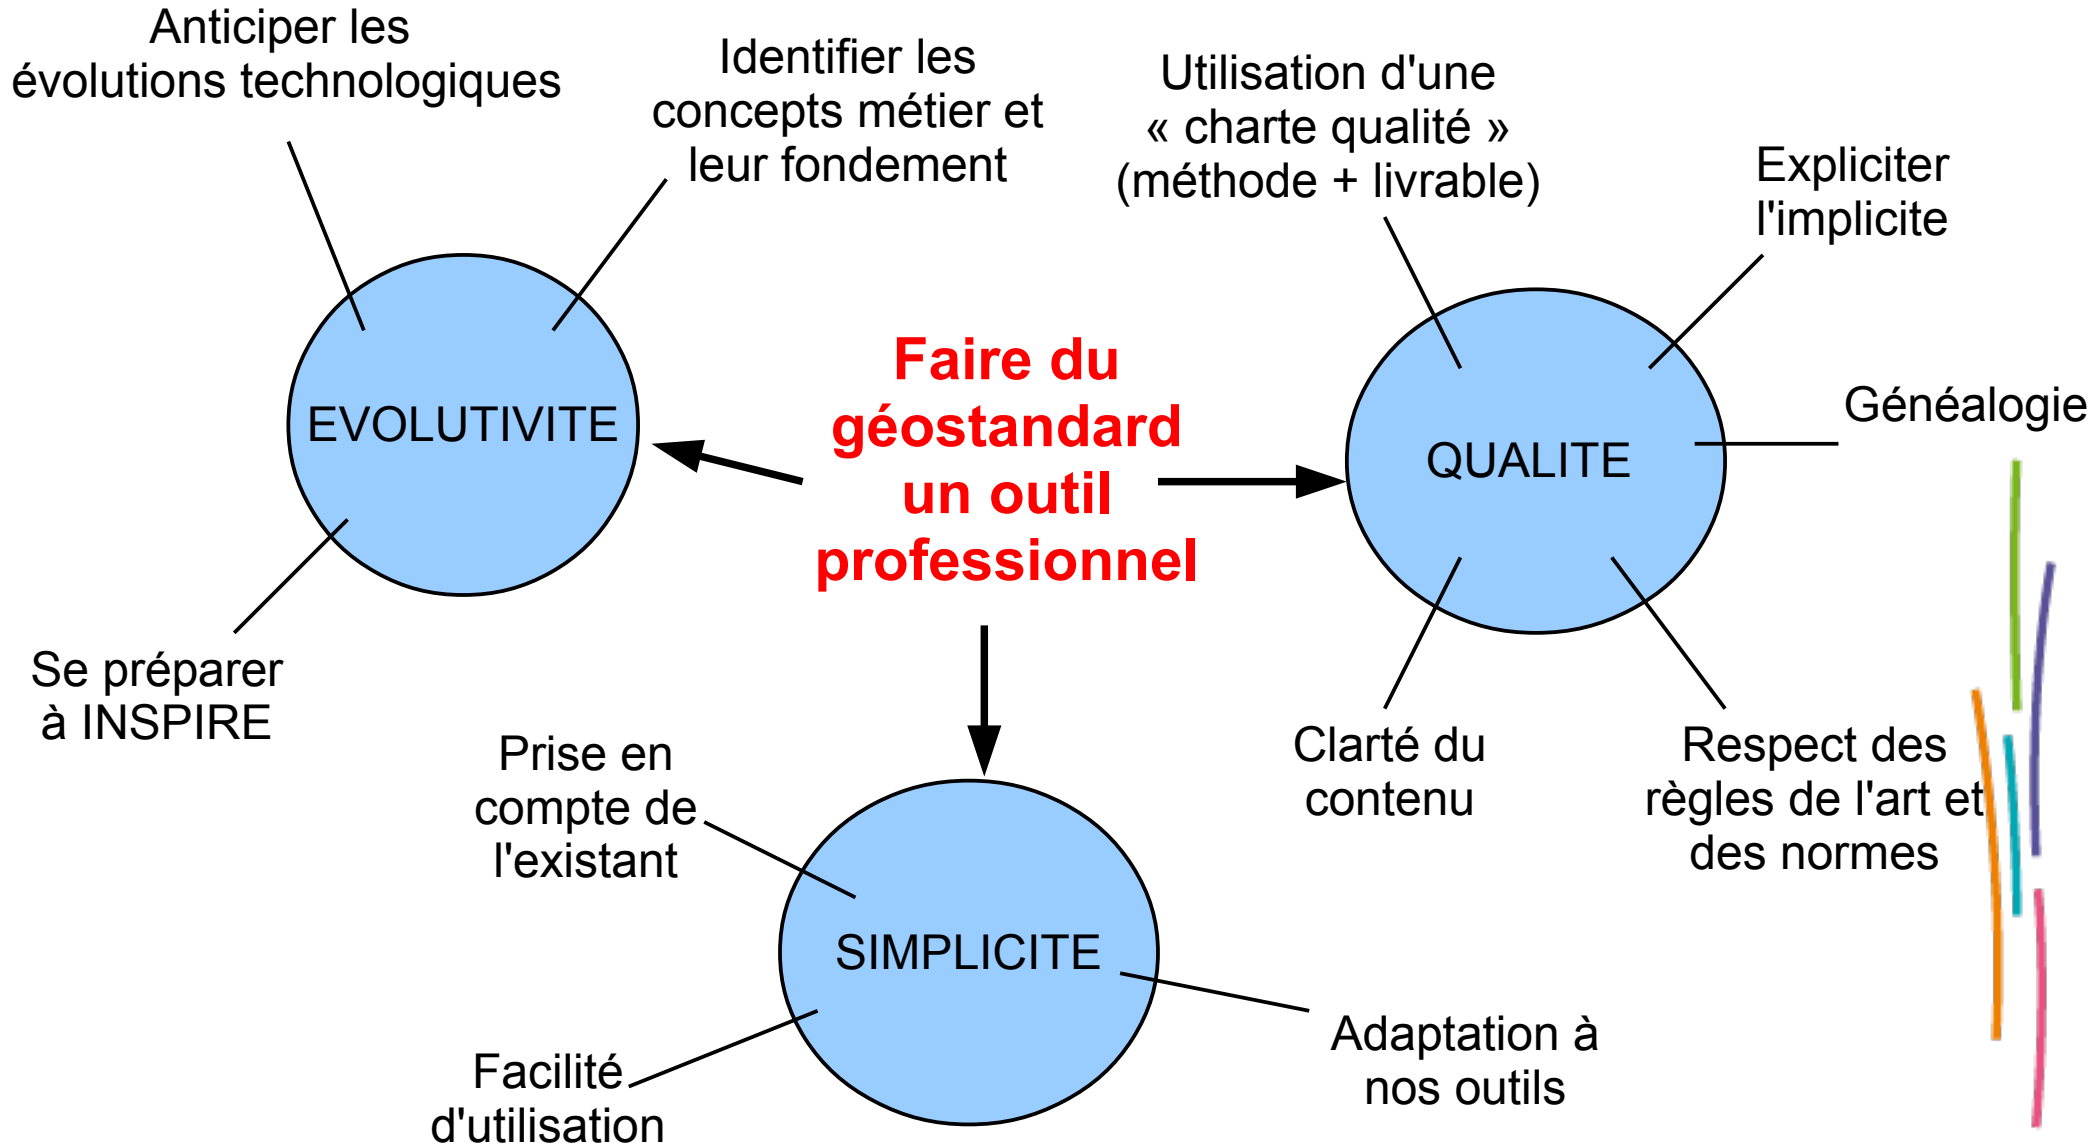 Anticiper les
évolutions technologiques
Identifier les
concepts métier et
leur fondement
Utilisation d'une
« charte qualité »
(méthode + livrable)
Expliciter
l'implicite
Généalogie
EVOLUTIVITE
Faire du
géostandard
un outil
professionnel
QUALITE
Se préparer
à INSPIRE
Prise en
compte de
l'existant
Clarté du
contenu
Respect des
règles de l'art et
des normes
SIMPLICITE
Facilité
d'utilisation
Adaptation à
nos outils